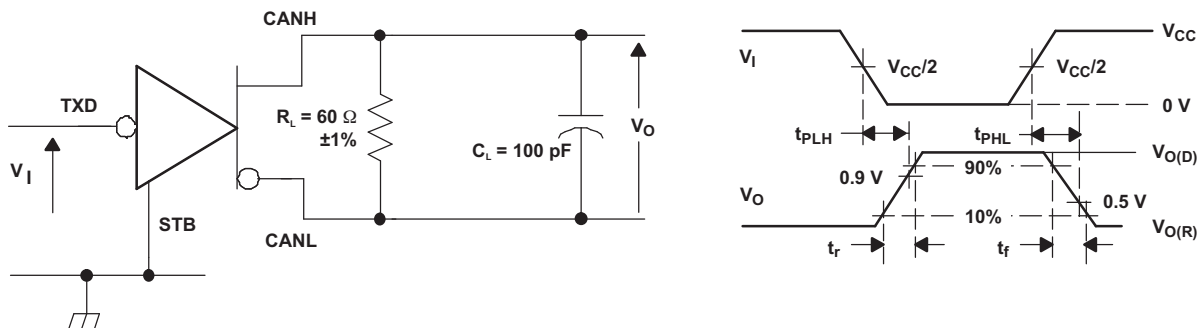 CANH
TXD
V_I
STB
CANL
R_L = 60 Ω
±1%
C_L = 100 pF
V_O
V_I
V_CC
V_CC/2
V_CC/2
0 V
t_PLH
t_PHL
V_O(D)
90%
0.9 V
V_O
0.5 V
10%
V_O(R)
t_r
t_f